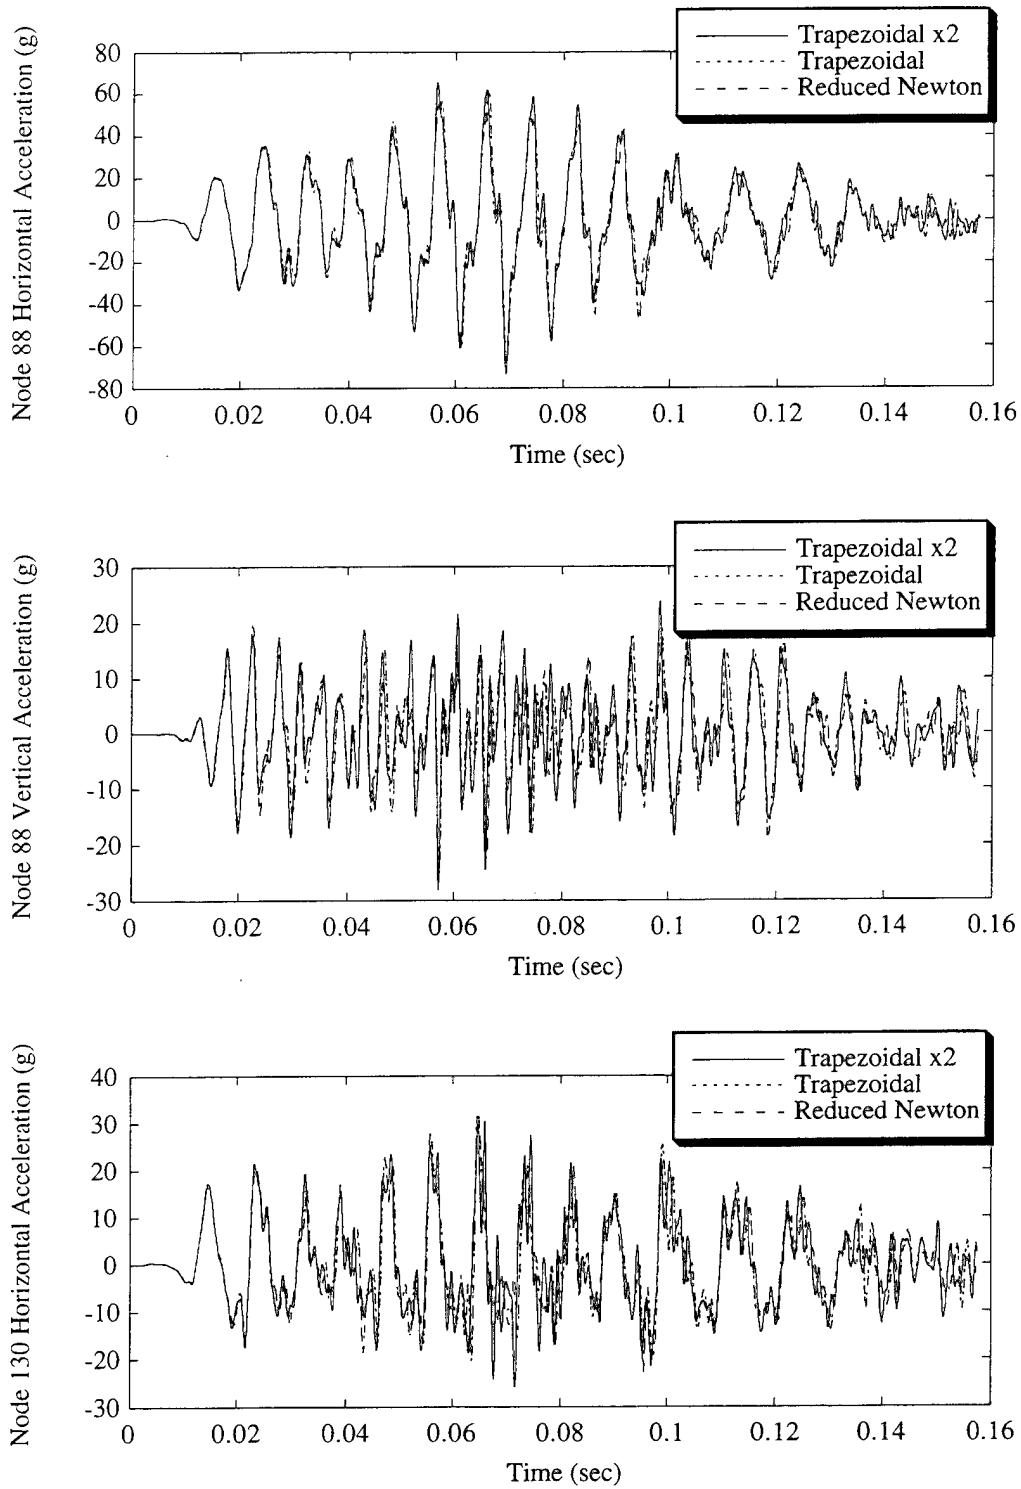 Node 88 Horizontal Acceleration (g)
Trapezoidal x2
Trapezoidal
Reduced Newton
80
60
40
20
0
-20
-40
-60
-80
0 0.02 0.04 0.06 0.08 0.1 0.12 0.14 0.16
Time (sec)
Node 88 Vertical Acceleration (g)
Trapezoidal x2
Trapezoidal
Reduced Newton
30
20
10
0
-10
-20
-30
0 0.02 0.04 0.06 0.08 0.1 0.12 0.14 0.16
Time (sec)
Node 130 Horizontal Acceleration (g)
Trapezoidal x2
Trapezoidal
Reduced Newton
40
30
20
10
0
-10
-20
-30
0 0.02 0.04 0.06 0.08 0.1 0.12 0.14 0.16
Time (sec)